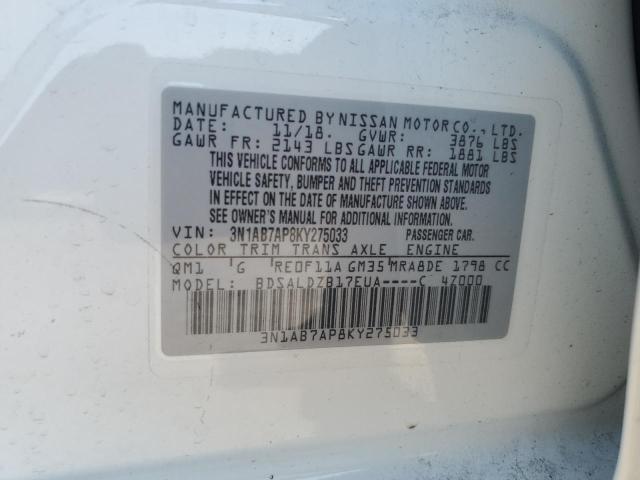 MANUFACTURED BY NISSAN MOTOR CO., LTD.
DATE: 11/18. GVWR: 3876 LBS
GAWR FR: 2143 LBS GAWR RR: 1881 LBS
THIS VEHICLE CONFORMS TO ALL APPLICABLE FEDERAL MOTOR
VEHICLE SAFETY, BUMPER AND THEFT PREVENTION STANDARDS
IN EFFECT ON THE DATE OF MANUFACTURE SHOWN ABOVE.
SEE OWNER'S MANUAL FOR ADDITIONAL INFORMATION.
VIN: 3N1AB7AP8KY275033 PASSENGER CAR.
COLOR TRIM TRANS AXLE ENGINE
QM1 G RE0F11A GM35 MRA8DE 1798 CC
MODEL: BDSALDZB17EUA----C 47000
3N1AB7AP8KY275033